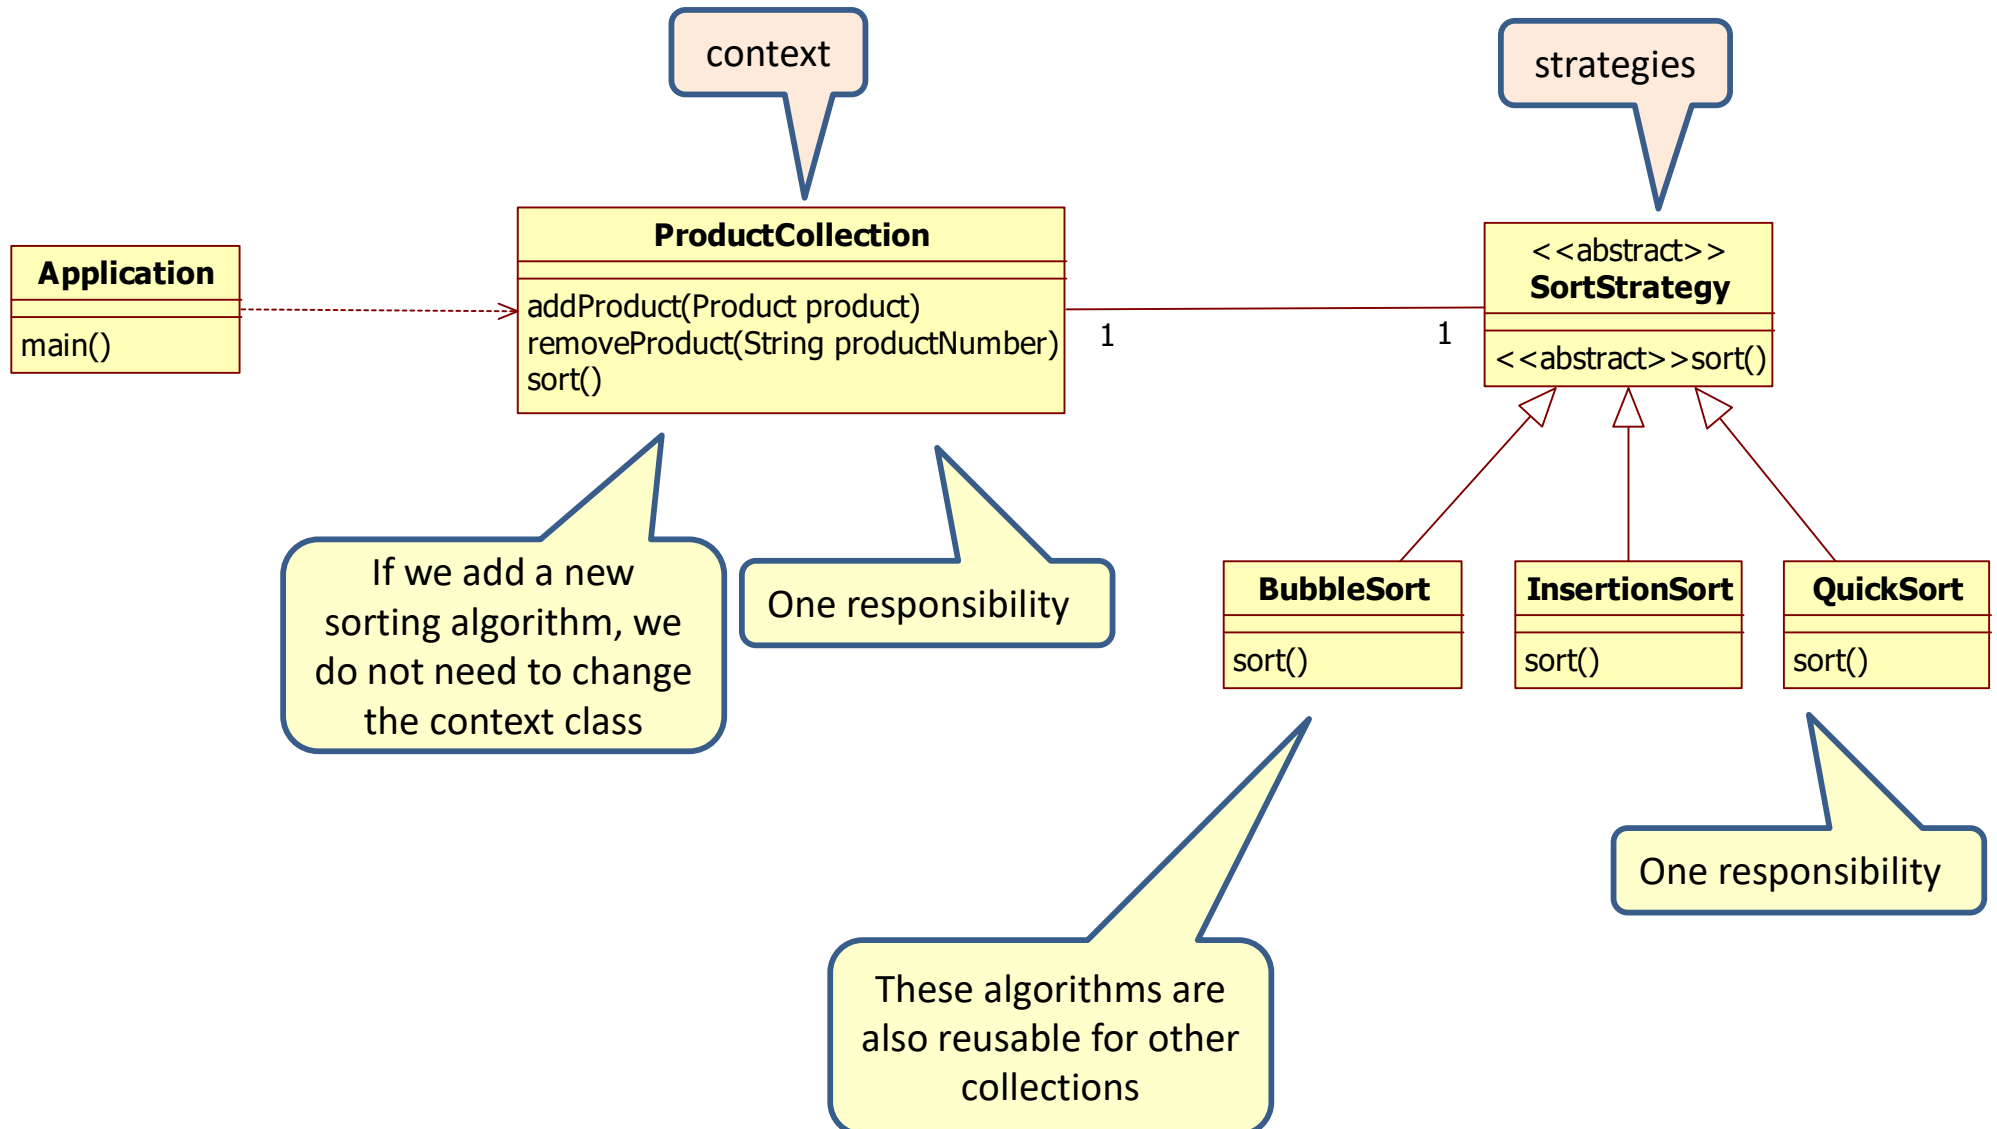 context
strategies
Application
main()
ProductCollection
addProduct(Product product)
removeProduct(String productNumber)
sort()
1
1
<<abstract>>
SortStrategy
<<abstract>>sort()
If we add a new
sorting algorithm, we
do not need to change
the context class
One responsibility
BubbleSort
sort()
InsertionSort
sort()
QuickSort
sort()
These algorithms are
also reusable for other
collections
One responsibility